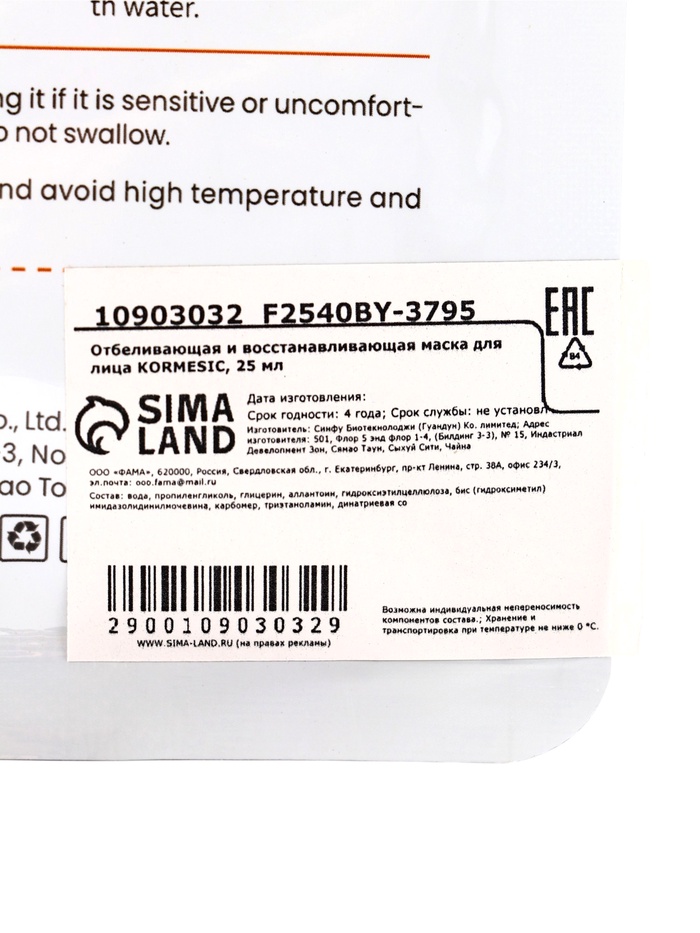 th water.
ng it if it is sensitive or uncomfort-
o not swallow.
nd avoid high temperature and
10903032 F2540BY-3795
EAC
Отбеливающая и восстанавливающая маска для
лица KORMESIC, 25 мл
84
SIMA
LAND
Дата изготовления:
Срок годности: 4 года; Срок службы: не установл
Изготовитель: Синфу Биотекнолоджи (Гуандун) Ко. лимитед; Адрес
изготовителя: 501, Флор 5 энд флор 1-4, (Билдинг 3-3), № 15, Индастриал
Девелопмент Зон, Сямао Таун, Сыхуй Сити, Чайна
o., Ltd.
3, No
ao To
ООО «ФАМА», 620000, Россия, Свердловская обл., г. Екатеринбург, пр-кт Ленина, стр. 38А, офис 234/3,
эл.почта: ooo.fama@mail.ru
Состав: вода, пропиленгликоль, глицерин, аллантоин, гидроксиэтилцеллюлоза, бис (гидроксиметил)
имидазолидинилмочевина, карбомер, триэтаноламин, динатриевая со
2900109030329
WWW.SIMA-LAND.RU (на правах рекламы)
Возможна индивидуальная непереносимость
компонентов состава.; Хранение и
транспортировка при температуре не ниже 0 °С.